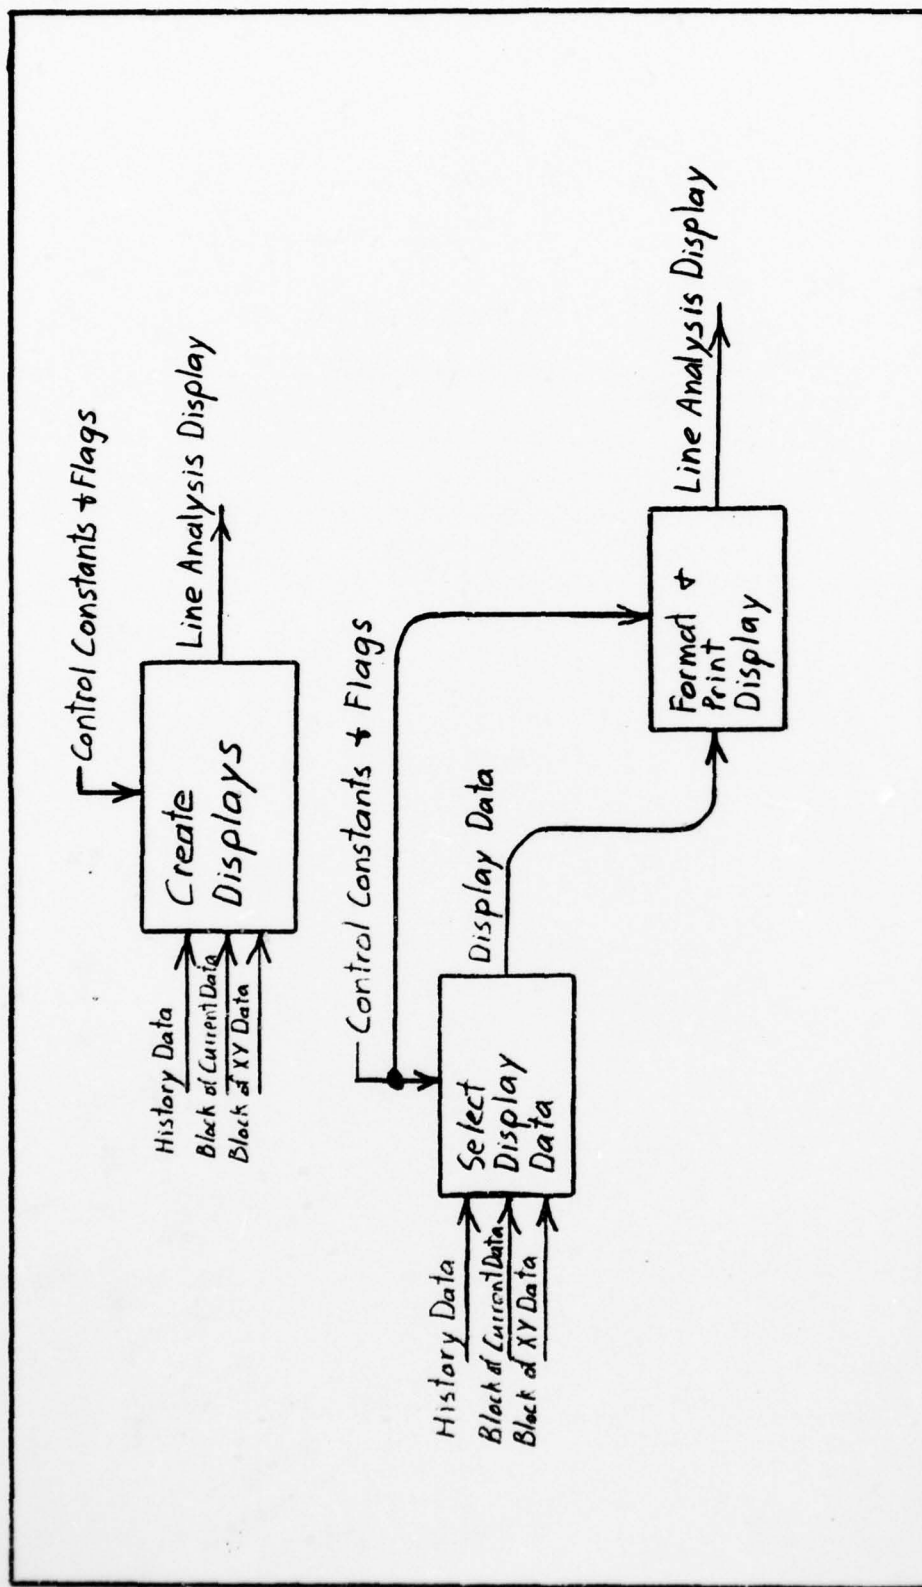 Control Constants & Flags
History Data
Block of Current Data
Block of XY Data
Create
Displays
Line Analysis Display
Control Constants & Flags
History Data
Block of Current Data
Block of XY Data
Select
Display
Data
Display Data
Format &
Print
Display
Line Analysis Display